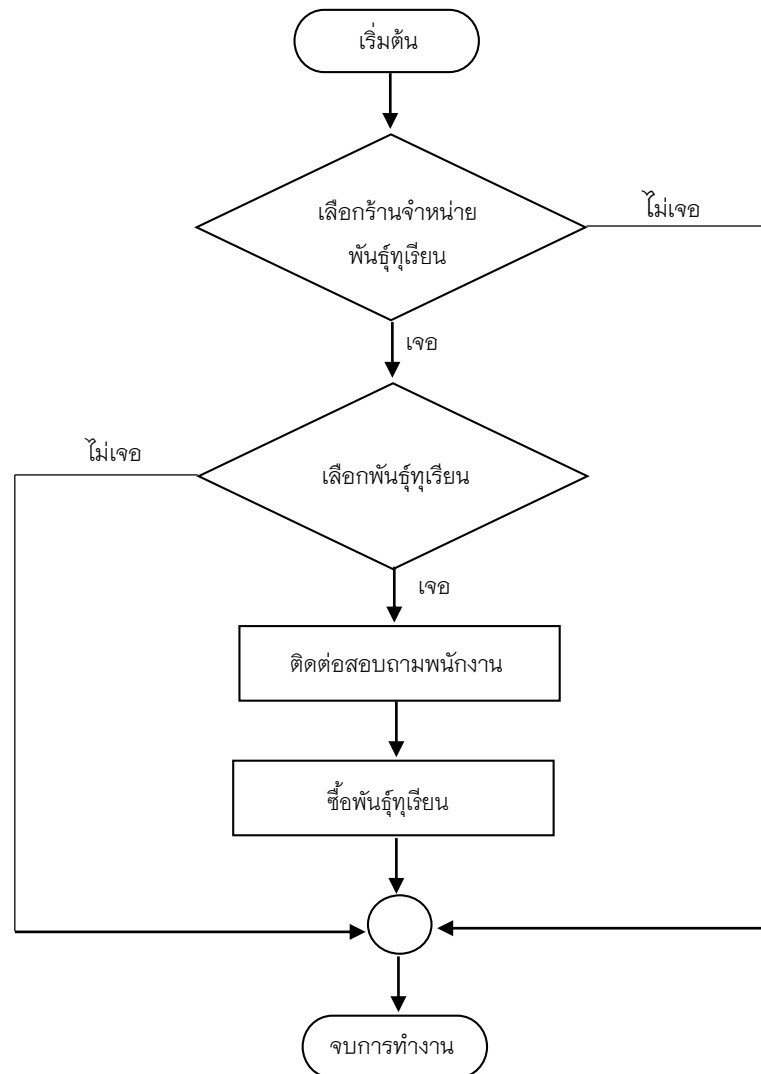 เริ่มต้น
เลือกร้านจำหน่าย
พันธุ์ทุเรียน
ไม่เจอ
เจอ
ไม่เจอ
เลือกพันธุ์ทุเรียน
เจอ
ติดต่อสอบถามพนักงาน
ซื้อพันธุ์ทุเรียน
จบการทำงาน